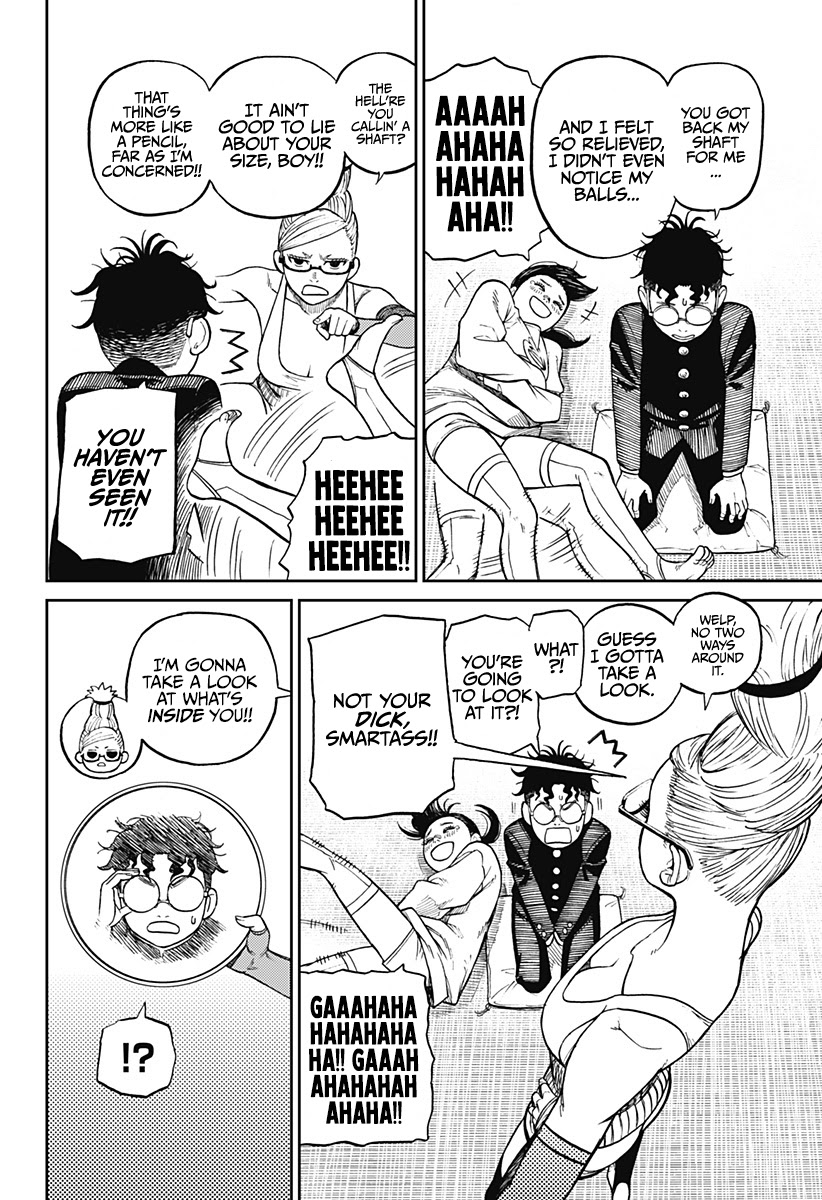 YOU GOT
BACK MY
SHAFT
FOR ME
...
AND I FELT
SO RELIEVED,
I DIDN'T EVEN
NOTICE MY
BALLS...
AAAAH
AHAHA
HAHAH
AHA!!
THE
HELL'RE
YOU
CALLIN' A
SHAFT?
IT AIN'T
GOOD TO LIE
ABOUT YOUR
SIZE, BOY!!
THAT
THING'S
MORE LIKE
A PENCIL,
FAR AS I'M
CONCERNED!!
YOU
HAVEN'T
EVEN
SEEN
IT!!
HEEHEE
HEEHEE
HEEHEE!!
WELP,
NO TWO
WAYS
AROUND
IT.
GUESS
I GOTTA
TAKE A
LOOK.
WHAT
?!
YOU'RE
GOING
TO LOOK
AT IT?!
NOT YOUR
DICK,
SMARTASS!!
GAAAHAHA
HAHAHAHA
HA!! GAAAH
AHAHAHAH
AHAHA!!
I'M GONNA
TAKE A LOOK
AT WHAT'S
INSIDE YOU!!
!?